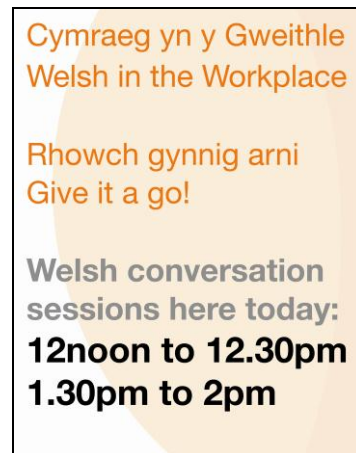 Cymraeg yn y Gweithle
Welsh in the Workplace
Rhowch gynnig arni
Give it a go!
Welsh conversation
sessions here today:
12noon to 12.30pm
1.30pm to 2pm